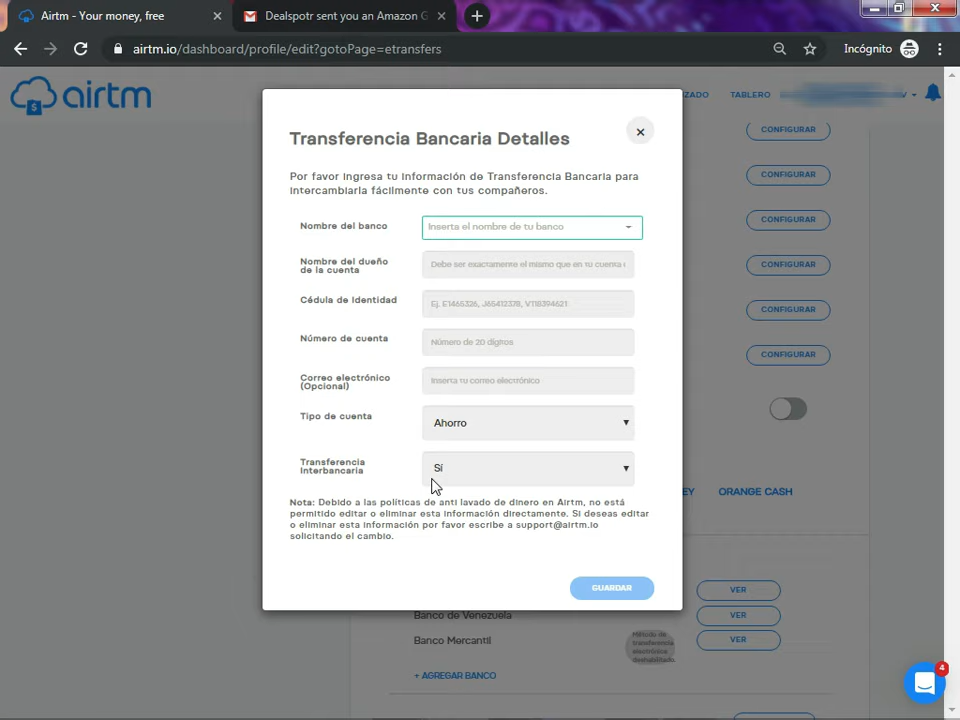 Airtm - Your money, free
Dealspotr sent you an Amazon G
airtm.io/dashboard/profile/edit?gotoPage=etransfers
Incógnito
airtm
TABLERO
CONFIGURAR
CONFIGURAR
CONFIGURAR
CONFIGURAR
CONFIGURAR
CONFIGURAR
Transferencia Bancaria Detalles
Por favor ingresa tu información de Transferencia Bancaria para
intercambiarla fácilmente con tus compañeros.
Nombre del banco
Inserta el nombre de tu banco
Nombre del dueño
de la cuenta
Debe ser exactamente el mismo que en tu cuenta
Cédula de Identidad
Ej. E1465326, J65412378, V118394621
Número de cuenta
Número de 20 dígitos
Correo electrónico
(Opcional)
Inserta tu correo electrónico
Tipo de cuenta
Ahorro
Transferencia
Interbancaria
Sí
Nota: Debido a las políticas de anti lavado de dinero en Airtm, no está
permitido editar o eliminar esta información directamente. Si deseas editar
o eliminar esta información por favor escribe a support@airtm.io
solicitando el cambio.
GUARDAR
ORANGE CASH
VER
Banco de Venezuela
VER
Banco Mercantil
VER
Método de
transferencia
electrónica
deshabilitado.
+ AGREGAR BANCO
4